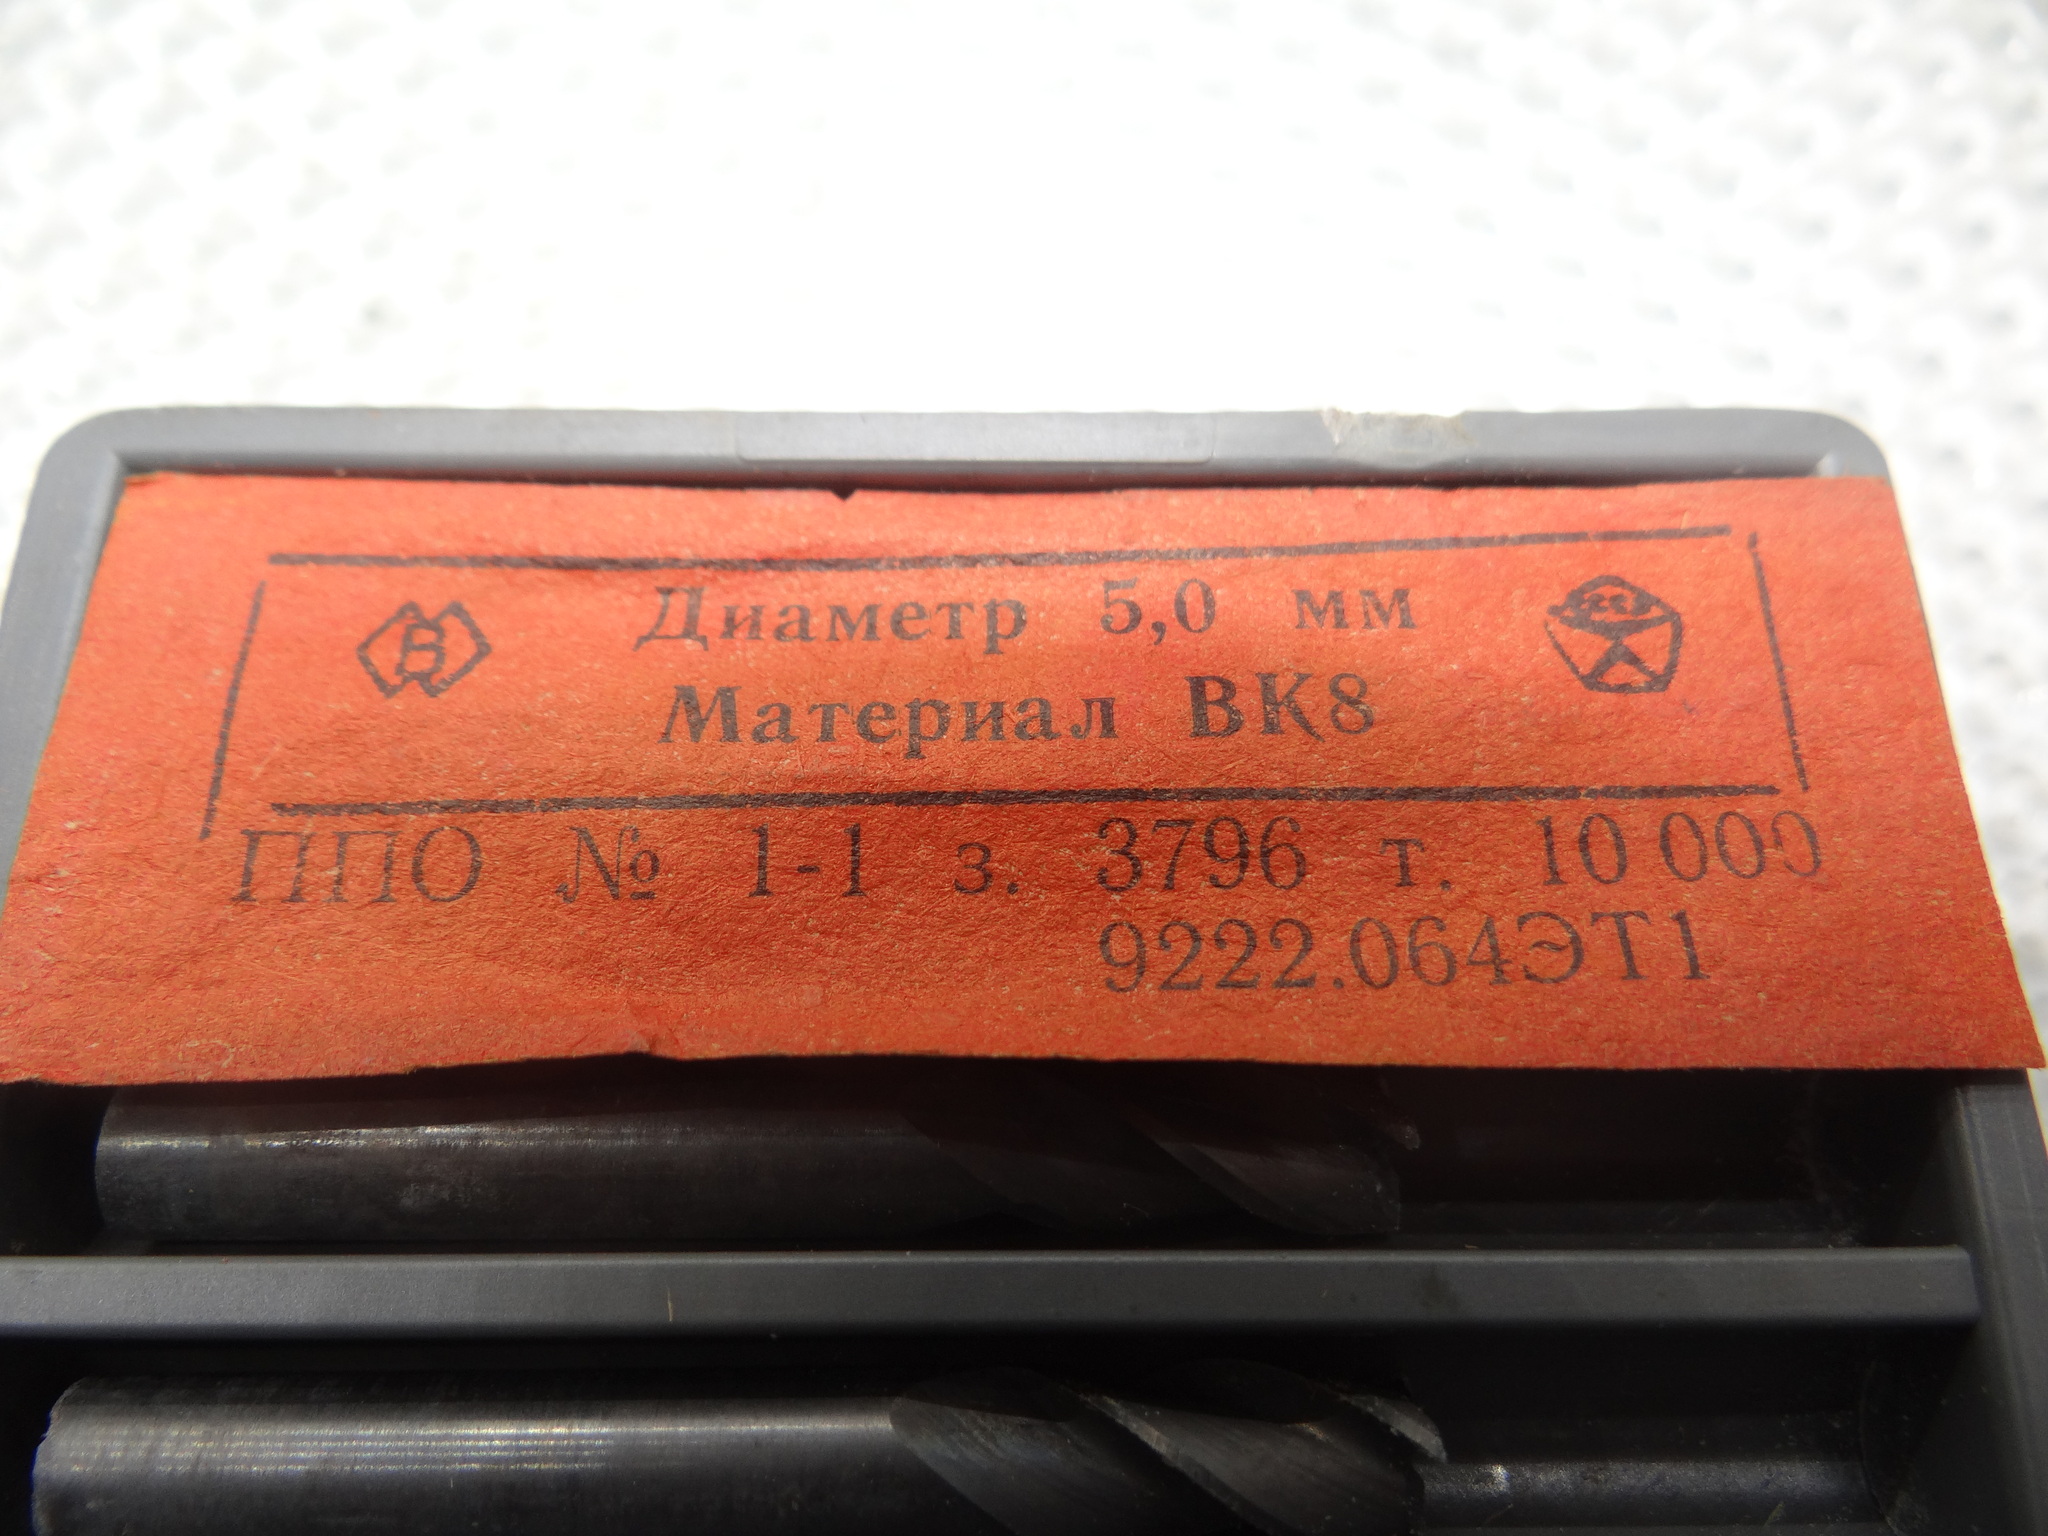 Диаметр 5,0 мм
Материал ВК8
ППО № 1-1 з. 3796 т. 10 000
9222.064ЭТ1